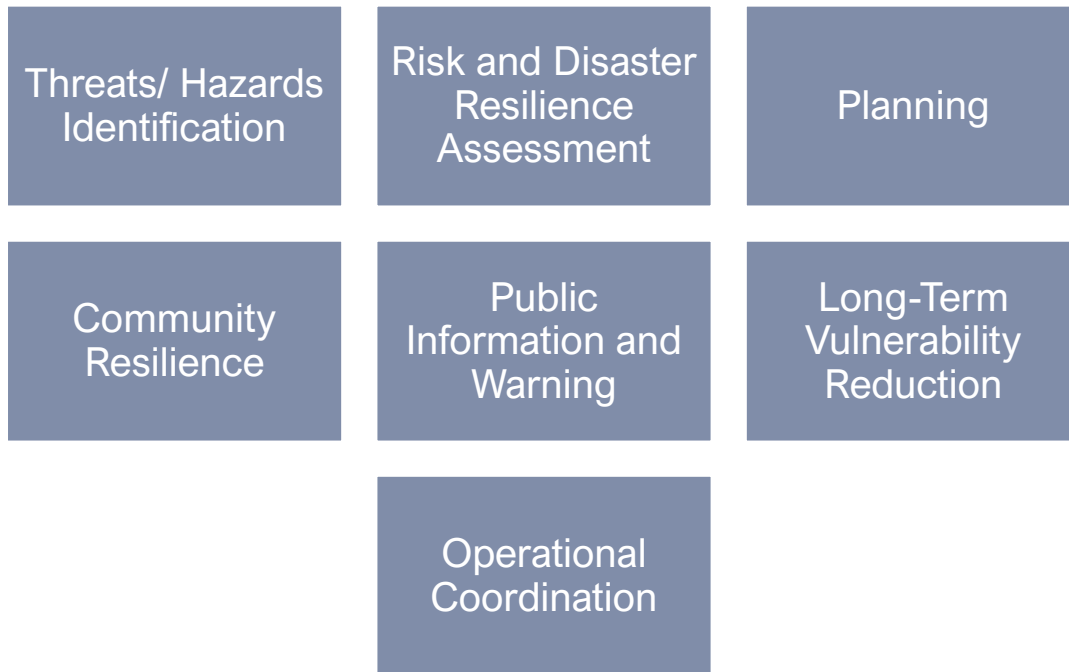 Threats/ Hazards
Identification
Risk and Disaster
Resilience
Assessment
Planning
Community
Resilience
Public
Information and
Warning
Long-Term
Vulnerability
Reduction
Operational
Coordination